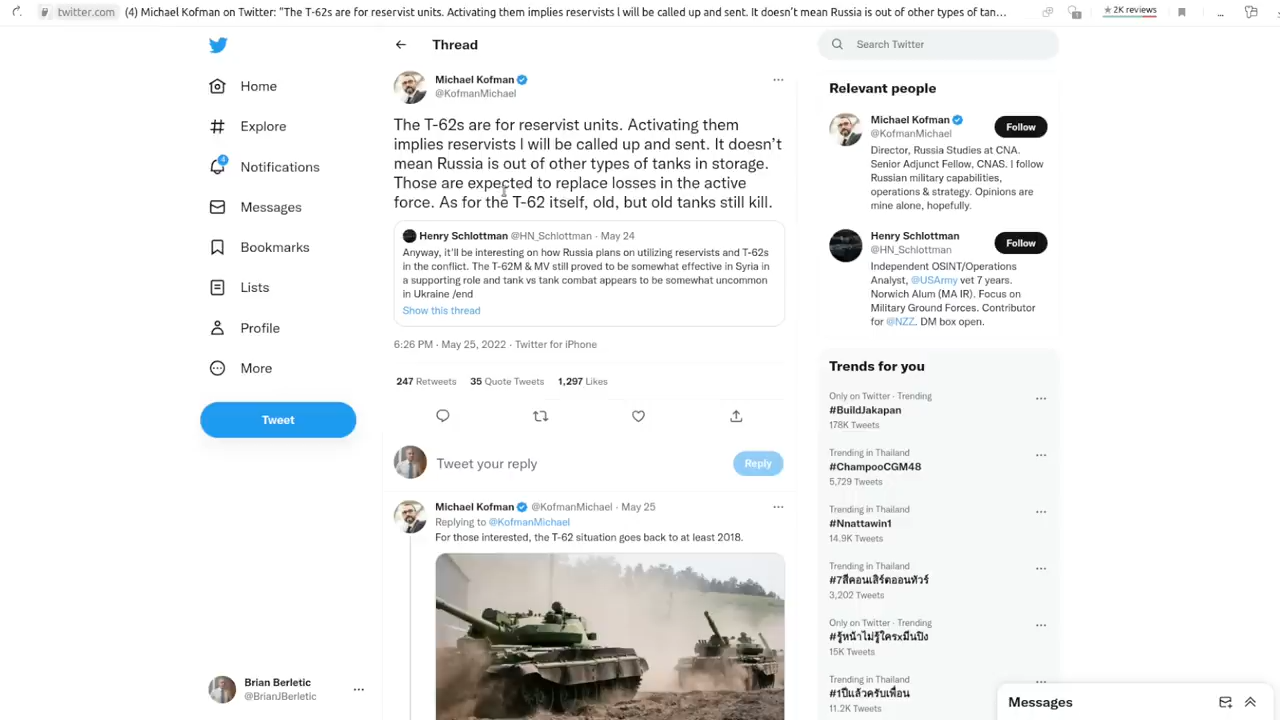 twitter.com
(4) Michael Kofman on Twitter: “The T-62s are for reservist units. Activating them implies reservists I will be called up and sent. It doesn’t mean Russia is out of other types of tan...
2K reviews
Home
Explore
4
Notifications
Messages
Bookmarks
Lists
Profile
More
Tweet
Brian Berletic
@BrianJBerletic
Thread
Michael Kofman
@KofmanMichael
The T-62s are for reservist units. Activating them
implies reservists I will be called up and sent. It doesn’t
mean Russia is out of other types of tanks in storage.
Those are expected to replace losses in the active
force. As for the T-62 itself, old, but old tanks still kill.
Henry Schlottman @HN_Schlottman · May 24
Anyway, it'll be interesting on how Russia plans on utilizing reservists and T-62s
in the conflict. The T-62M & MV still proved to be somewhat effective in Syria in
a supporting role and tank vs tank combat appears to be somewhat uncommon
in Ukraine /end
Show this thread
6:26 PM · May 25, 2022 · Twitter for iPhone
247 Retweets 35 Quote Tweets 1,297 Likes
Tweet your reply
Reply
Michael Kofman @KofmanMichael · May 25
Replying to @KofmanMichael
For those interested, the T-62 situation goes back to at least 2018.
Search Twitter
Relevant people
Michael Kofman
@KofmanMichael
Follow
Director, Russia Studies at CNA.
Senior Adjunct Fellow, CNAS. I follow
Russian military capabilities,
operations & strategy. Opinions are
mine alone, hopefully.
Henry Schlottman
@HN_Schlottman
Follow
Independent OSINT/Operations
Analyst, @USArmy vet 7 years.
Norwich Alum (MA IR). Focus on
Military Ground Forces. Contributor
for @NZZ. DM box open.
Trends for you
Only on Twitter · Trending
#BuildJakapan
178K Tweets
Trending in Thailand
#ChampooCGM48
5,729 Tweets
Trending in Thailand
#Nnattawin1
14.9K Tweets
Trending in Thailand
#7สีคอนเสิร์ตออนทัวร์
3,202 Tweets
Only on Twitter · Trending
#รู้หน้าไม่รู้ใครxมีนปิง
15K Tweets
Trending in Thailand
#1ปีแล้วครับเพื่อน
11.2K Tweets
Messages